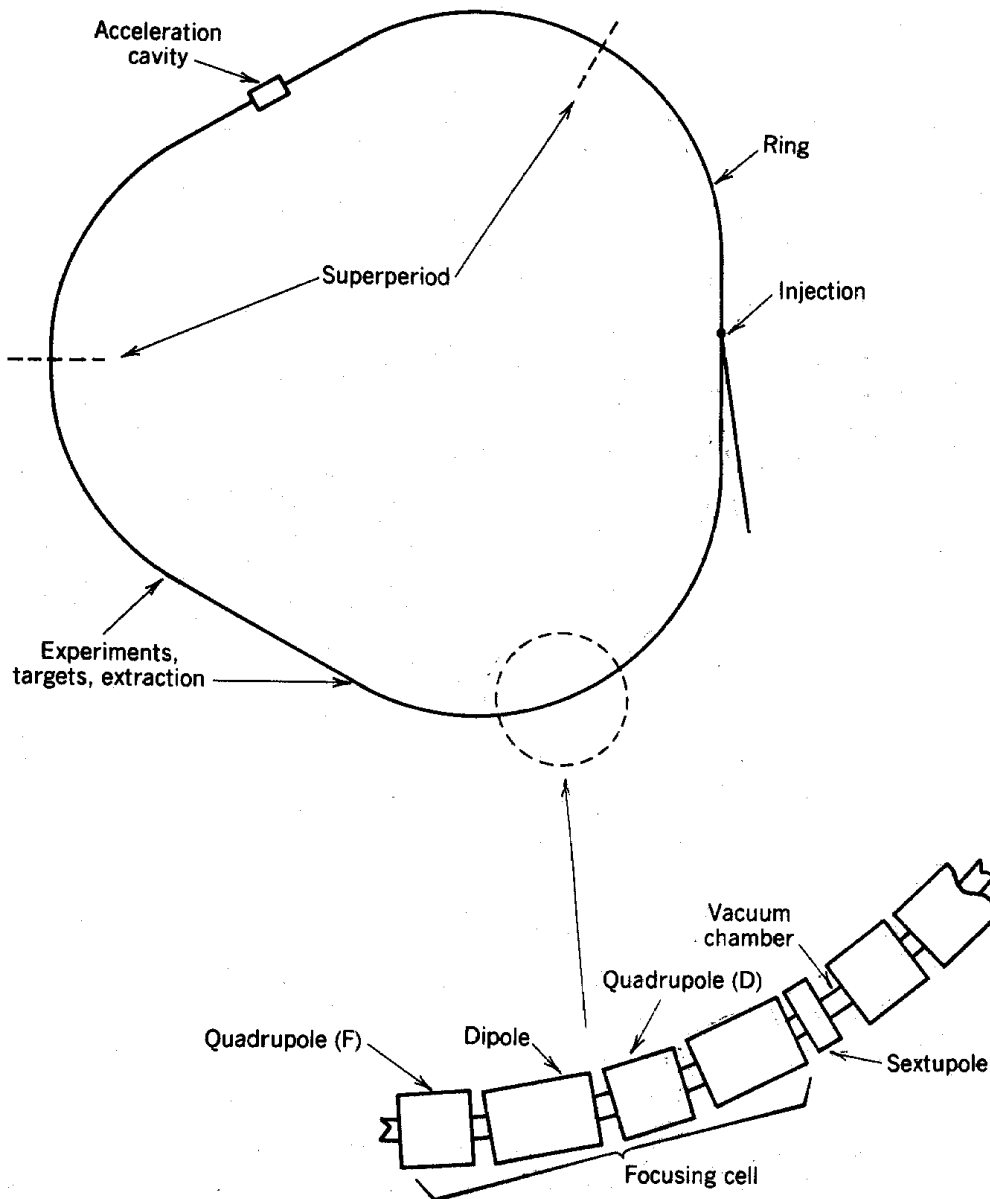 Acceleration
cavity
Ring
Superperiod
Injection
Experiments,
targets, extraction
Vacuum
chamber
Quadrupole (D)
Quadrupole (F)
Dipole
Sextupole
Focusing cell